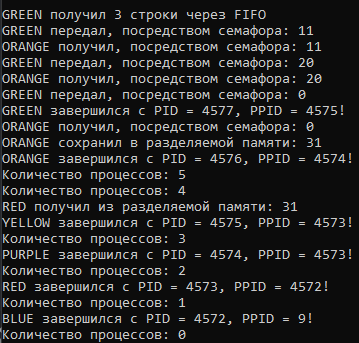 GREEN получил 3 строки через FIFO
GREEN передал, посредством семафора: 11
ORANGE получил, посредством семафора: 11
GREEN передал, посредством семафора: 20
ORANGE получил, посредством семафора: 20
GREEN передал, посредством семафора: 0
GREEN завершился с PID = 4577, PPID = 4575!
ORANGE получил, посредством семафора: 0
ORANGE сохранил в разделяемой памяти: 31
ORANGE завершился с PID = 4576, PPID = 4574!
Количество процессов: 5
Количество процессов: 4
RED получил из разделяемой памяти: 31
YELLOW завершился с PID = 4575, PPID = 4573!
Количество процессов: 3
PURPLE завершился с PID = 4574, PPID = 4573!
Количество процессов: 2
RED завершился с PID = 4573, PPID = 4572!
Количество процессов: 1
BLUE завершился с PID = 4572, PPID = 9!
Количество процессов: 0